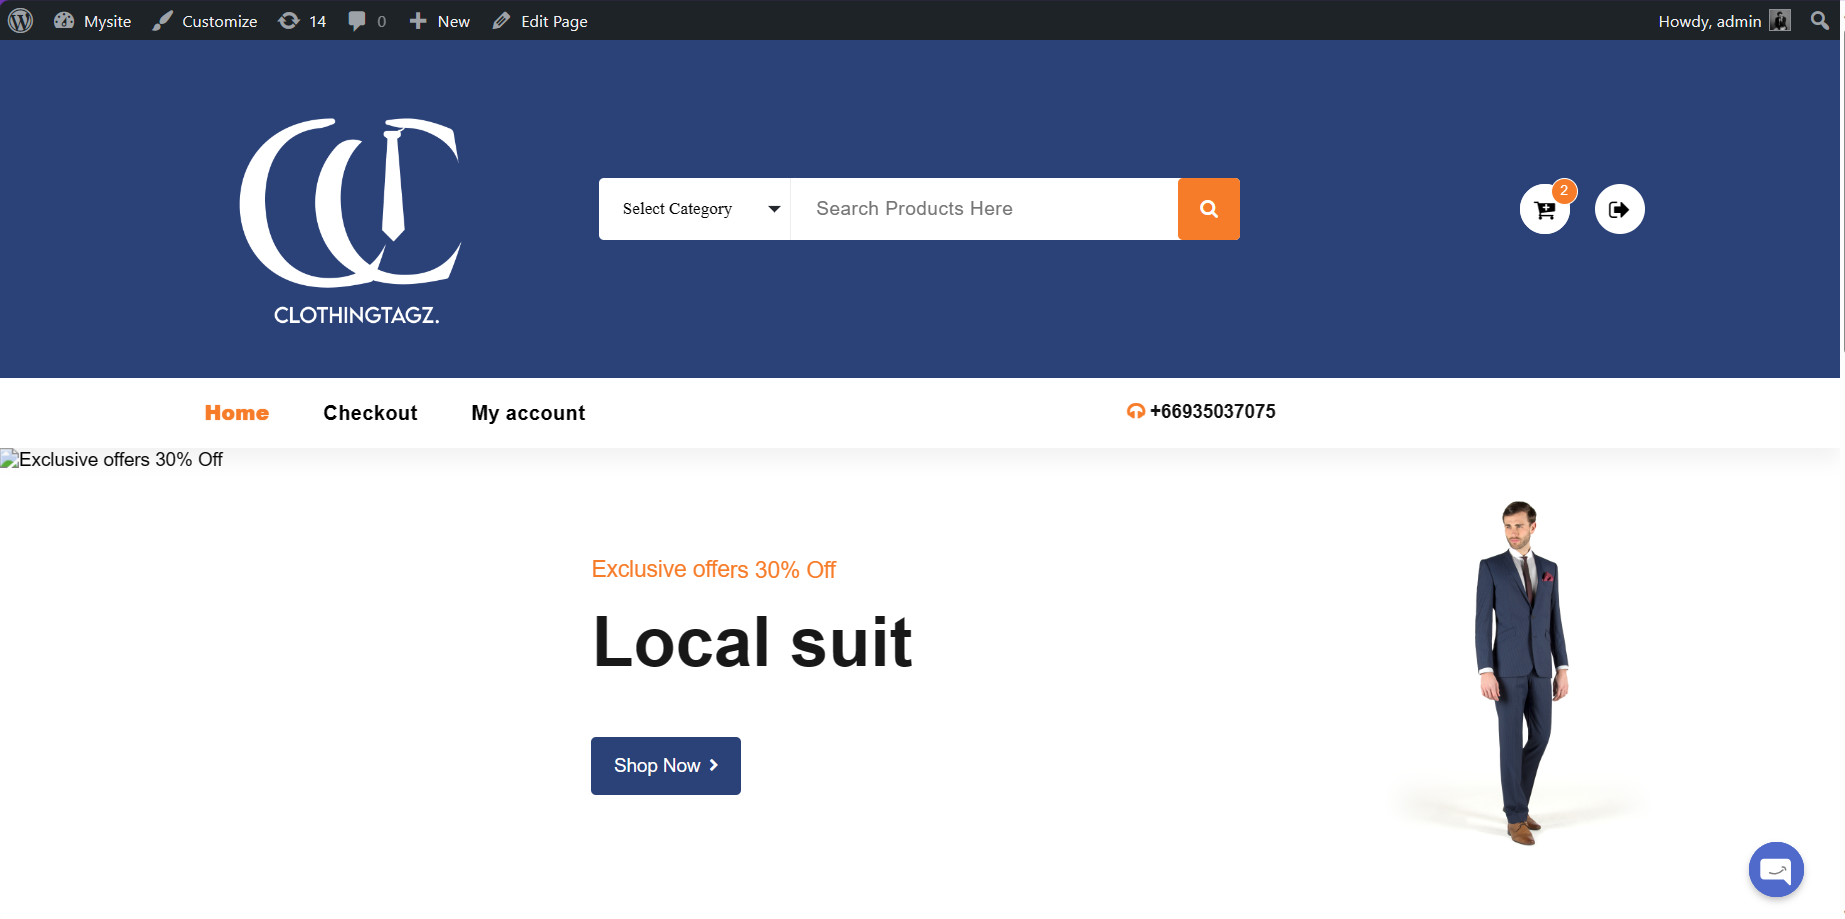 Mysite Customize 14 0 New Edit Page Howdy, admin
CLOTHINGTAGZ.
Select Category Search Products Here 2
Home Checkout My account +66935037075
Exclusive offers 30% Off
Exclusive offers 30% Off
Local suit
Shop Now